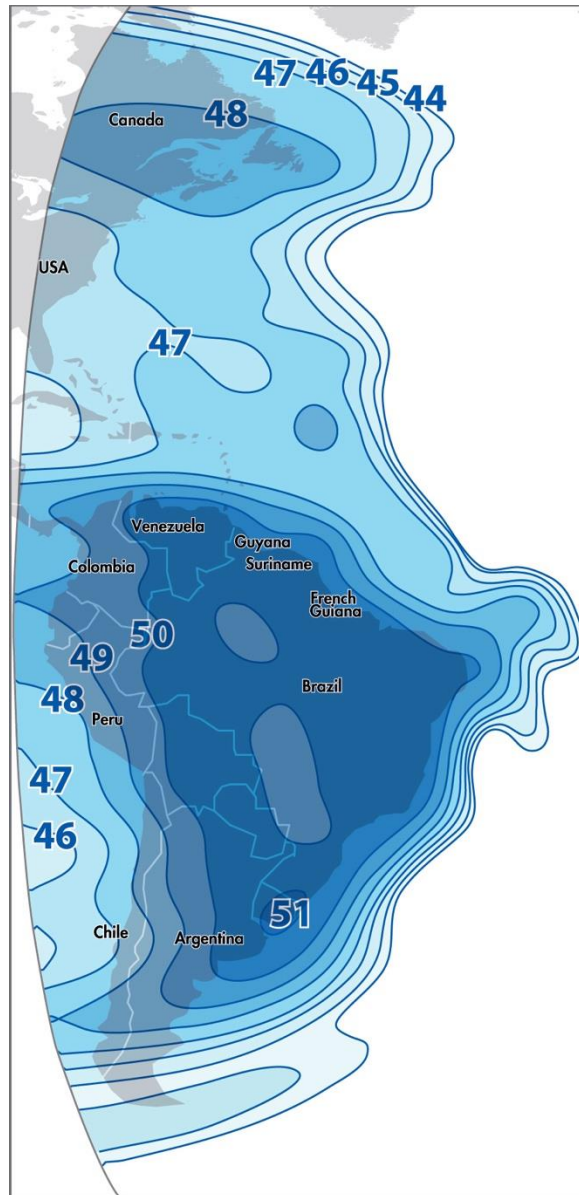 47 46 45 44
48
Canada
USA
47
Venezuela
Guyana
Suriname
Colombia
French
Guiana
50
49
48
Brazil
Peru
47
46
51
Chile
Argentina